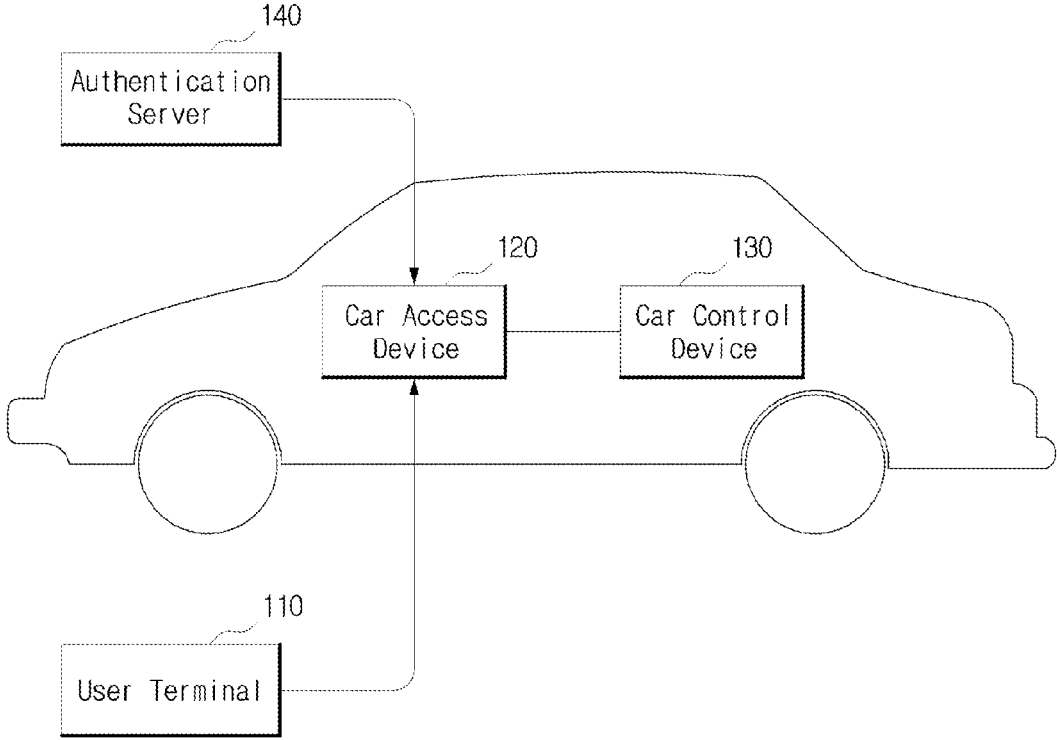 140
Authentication
Server
120
130
Car Access
Device
Car Control
Device
110
User Terminal